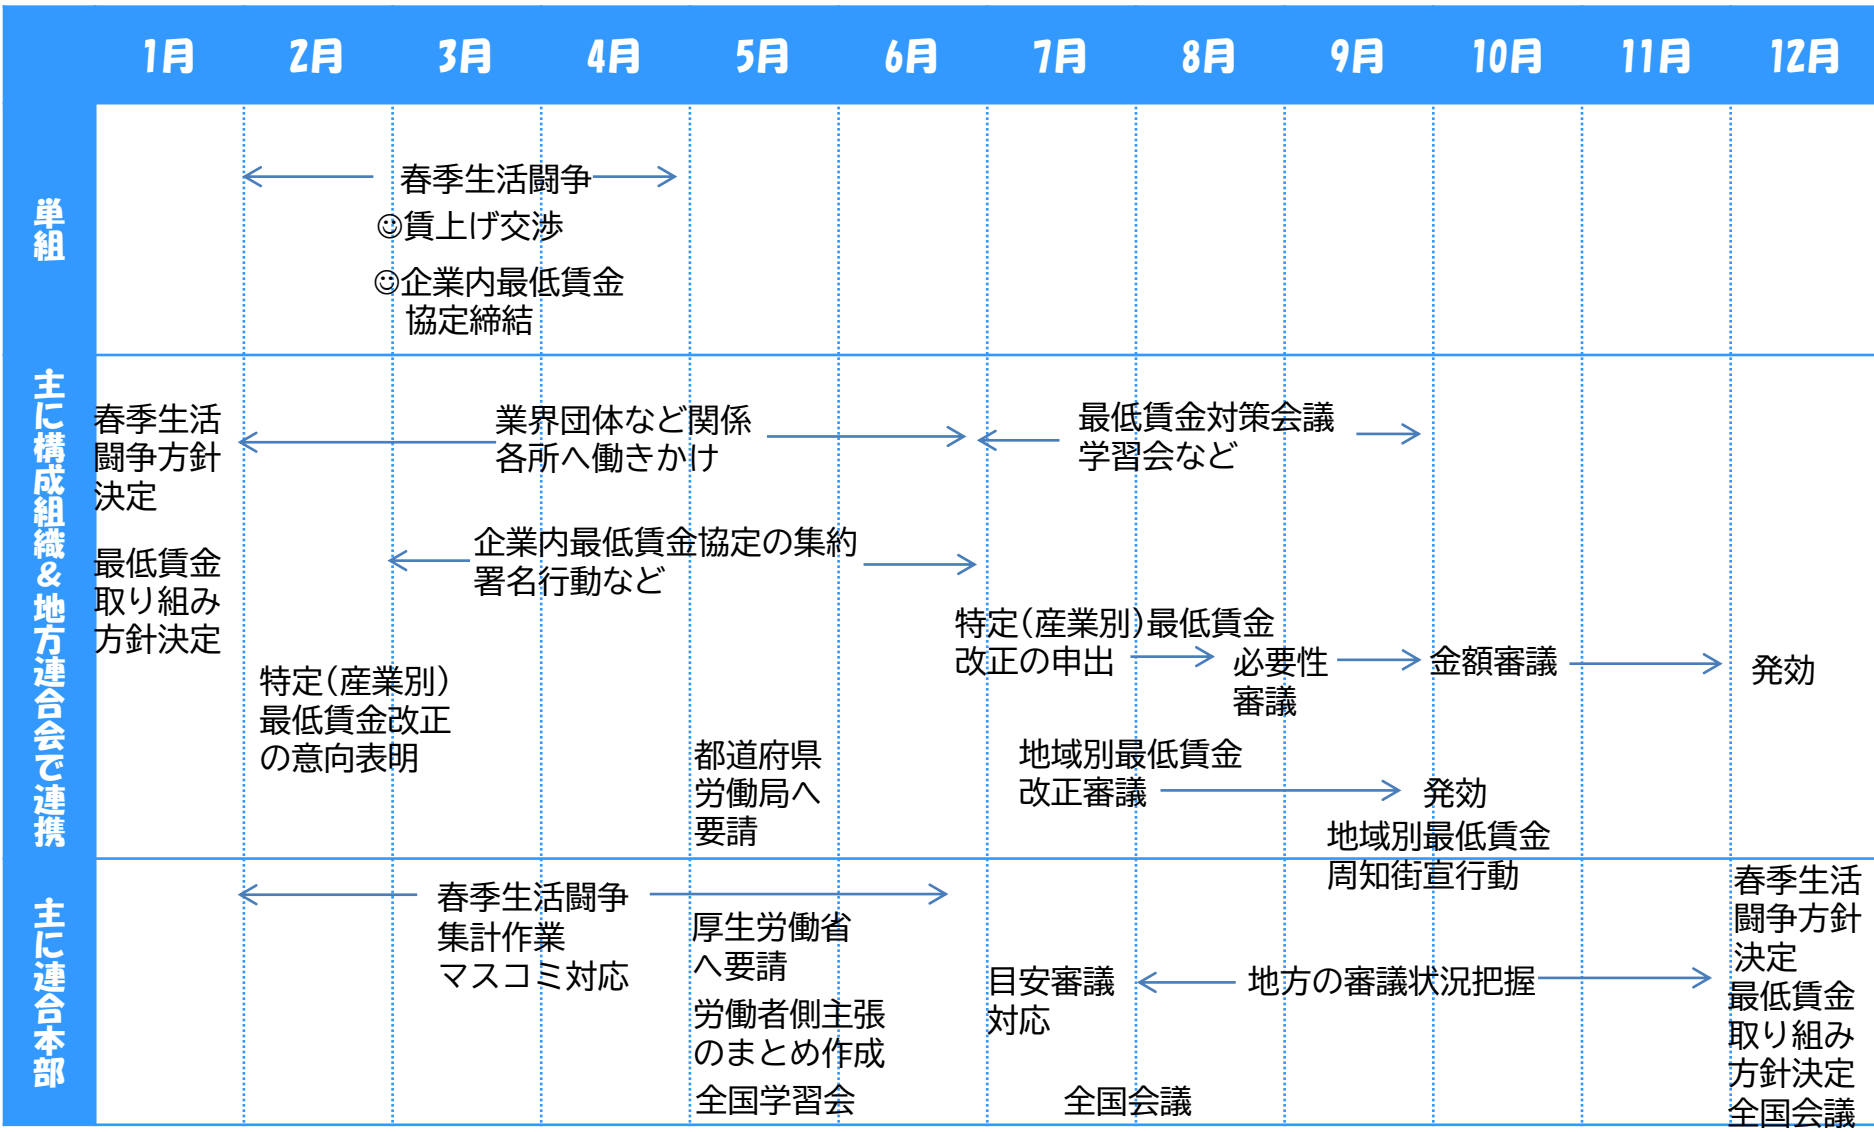 1月 2月 3月 4月 5月 6月 7月 8月 9月 10月 11月 12月
単組
春季生活闘争
☺賃上げ交渉
☺企業内最低賃金
協定締結
主に構成組織&地方連合会で連携
春季生活
闘争方針
決定
最低賃金
取り組み
方針決定
業界団体など関係
各所へ働きかけ
最低賃金対策会議
学習会など
企業内最低賃金協定の集約
署名行動など
特定(産業別)
最低賃金改正
の意向表明
特定(産業別)最低賃金
改正の申出
必要性
審議
金額審議
発効
都道府県
労働局へ
要請
地域別最低賃金
改正審議
発効
地域別最低賃金
周知街宣行動
主に連合本部
春季生活闘争
集計作業
マスコミ対応
厚生労働省
へ要請
労働者側主張
のまとめ作成
全国学習会
目安審議
対応
地方の審議状況把握
全国会議
春季生活
闘争方針
決定
最低賃金
取り組み
方針決定
全国会議